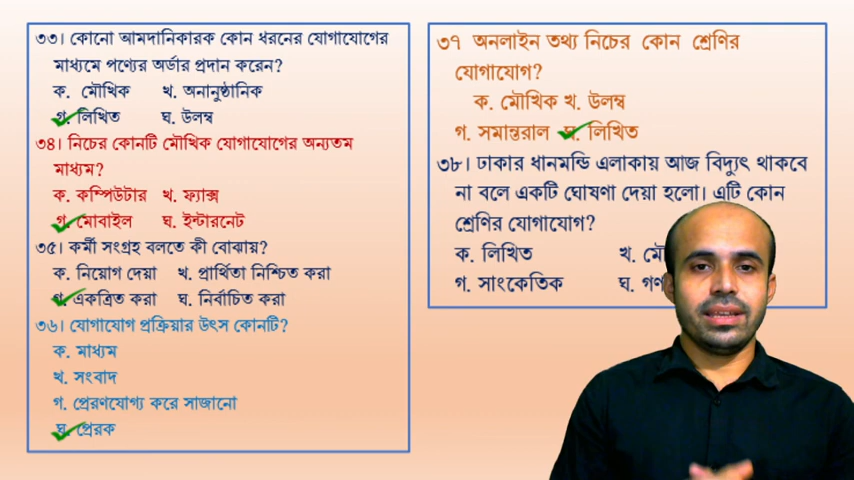 ৩৩। কোনো আমদানিকারক কোন ধরনের যোগাযোগের
মাধ্যমে পণ্যের অর্ডার প্রদান করেন?
ক. মৌখিক খ. অনানুষ্ঠানিক
গ. লিখিত ঘ. উলম্ব
৩৪। নিচের কোনটি মৌখিক যোগাযোগের অন্যতম
মাধ্যম?
ক. কম্পিউটার খ. ফ্যাক্স
গ. মোবাইল ঘ. ইন্টারনেট
৩৫। কর্মী সংগ্রহ বলতে কী বোঝায়?
ক. নিয়োগ দেয়া খ. প্রার্থিতা নিশ্চিত করা
গ. একত্রিত করা ঘ. নির্বাচিত করা
৩৬। যোগাযোগ প্রক্রিয়ার উৎস কোনটি?
ক. মাধ্যম
খ. সংবাদ
গ. প্রেরণযোগ্য করে সাজানো
ঘ. প্রেরক
৩৭ অনলাইন তথ্য নিচের কোন শ্রেণির
যোগাযোগ?
ক. মৌখিক খ. উলম্ব
গ. সমান্তরাল ঘ. লিখিত
৩৮। ঢাকার ধানমন্ডি এলাকায় আজ বিদ্যুৎ থাকবে
না বলে একটি ঘোষণা দেয়া হলো। এটি কোন
শ্রেণির যোগাযোগ?
ক. লিখিত খ.
গ. সাংকেতিক ঘ.